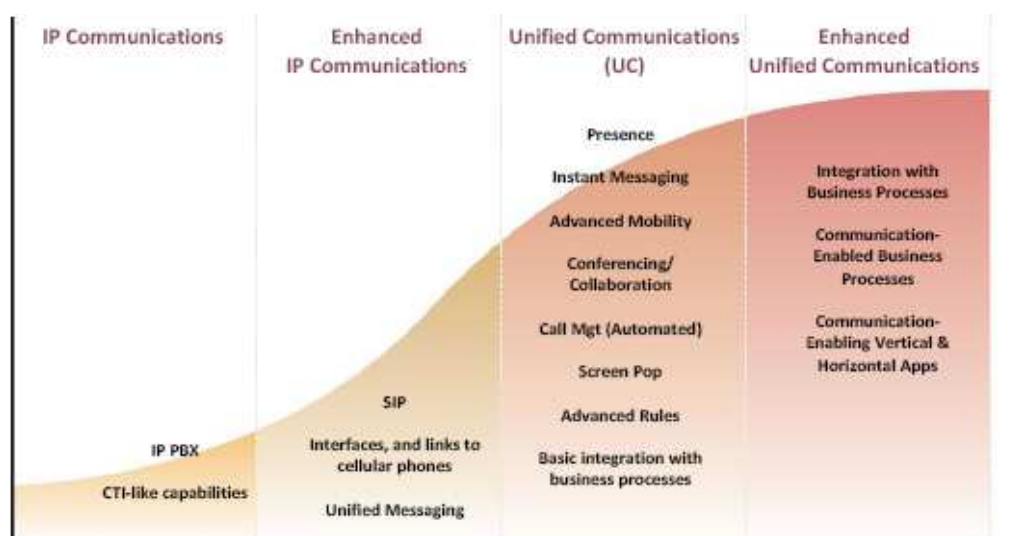 IP Communications
Enhanced
IP Communications
Unified Communications
(UC)
Enhanced
Unified Communications
IP PBX
CTI-like capabilities
SIP
Interfaces, and links to
cellular phones
Unified Messaging
Presence
Instant Messaging
Advanced Mobility
Conferencing/
Collaboration
Call Mgt (Automated)
Screen Pop
Advanced Rules
Basic integration with
business processes
Integration with
Business Processes
Communication-
Enabled Business
Processes
Communication-
Enabling Vertical &
Horizontal Apps